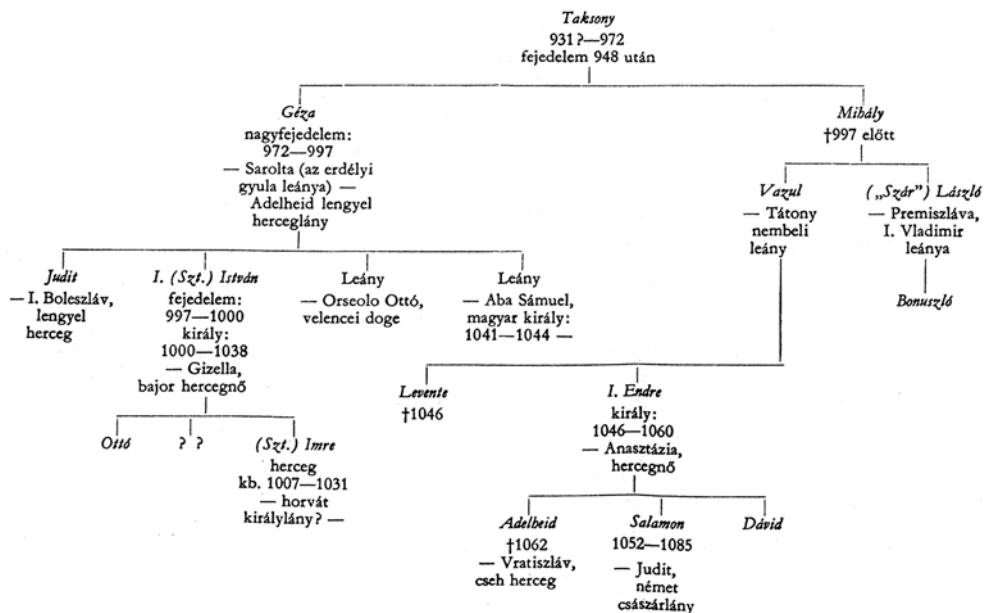 Taksony
931?—972
fejedelem 948 után
Géza
nagyfejedelem:
972—997
— Sarolta (az erdélyi
gyula leánya) —
Adelheid lengyel
herceglány
Mihály
†997 előtt
Vazul
— Tátony
nembeli
leány
(„Szár”) László
— Premiszláva,
I. Vladimir
leánya
Bonuszló
Judit
— I. Boleszláv,
lengyel
herceg
I. (Szt.) István
fejedelem:
997—1000
király:
1000—1038
— Gizella,
bajor hercegnő
Leány
— Orseolo Ottó,
velencei doge
Leány
— Aba Sámuel,
magyar király:
1041—1044 —
Ottó
? ?
(Szt.) Imre
herceg
kb. 1007—1031
— horvát
királylány? —
Levente
†1046
I. Endre
király:
1046—1060
— Anasztázia,
hercegnő
Adelheid
†1062
— Vratiszláv,
cseh herceg
Salamon
1052—1085
— Judit,
német
császárlány
Dávid